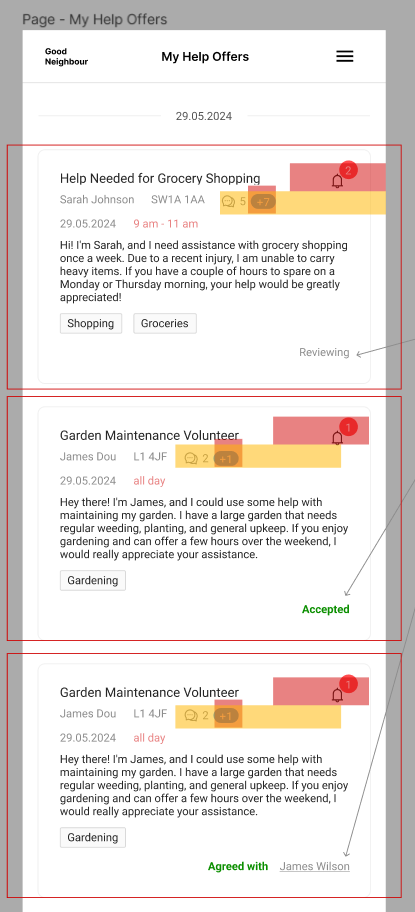 Page - My Help Offers
Good
Neighbour
My Help Offers
29.05.2024
Help Needed for Grocery Shopping
2
Sarah Johnson SW1A 1AA 5 +7
29.05.2024 9 am - 11 am
Hi! I'm Sarah, and I need assistance with grocery shopping
once a week. Due to a recent injury, I am unable to carry
heavy items. If you have a couple of hours to spare on a
Monday or Thursday morning, your help would be greatly
appreciated!
Shopping Groceries
Reviewing
Garden Maintenance Volunteer
1
James Dou L1 4JF 2 +1
29.05.2024 all day
Hey there! I'm James, and I could use some help with
maintaining my garden. I have a large garden that needs
regular weeding, planting, and general upkeep. If you enjoy
gardening and can offer a few hours over the weekend, I
would really appreciate your assistance.
Gardening
Accepted
Garden Maintenance Volunteer
1
James Dou L1 4JF 2 +1
29.05.2024 all day
Hey there! I'm James, and I could use some help with
maintaining my garden. I have a large garden that needs
regular weeding, planting, and general upkeep. If you enjoy
gardening and can offer a few hours over the weekend, I
would really appreciate your assistance.
Gardening
Agreed with James Wilson